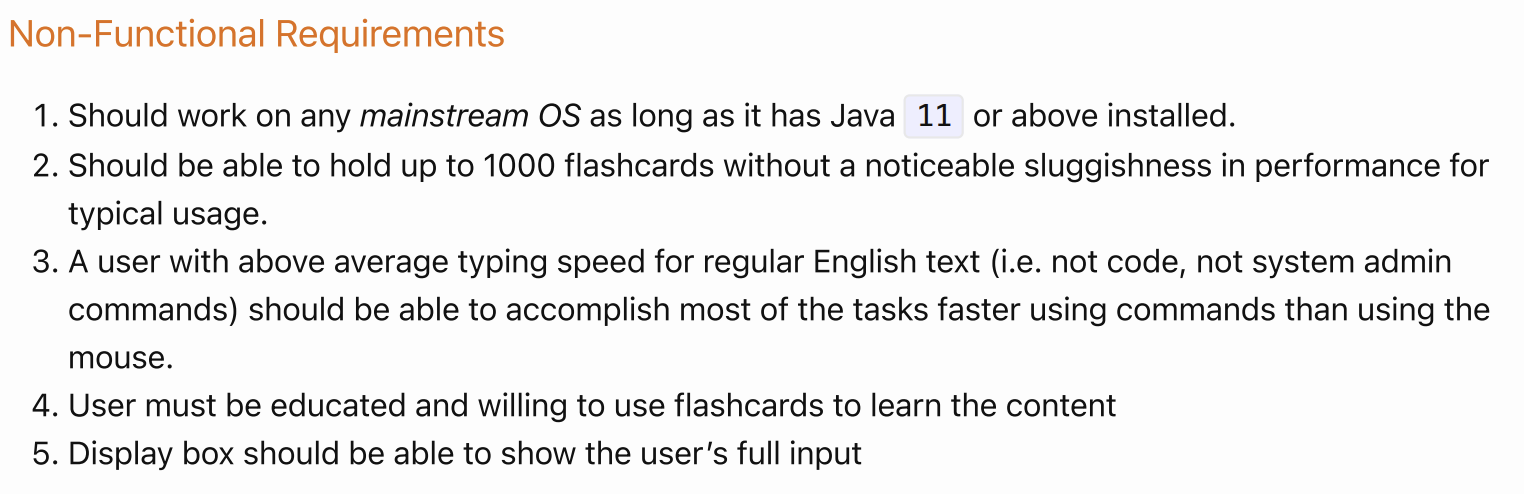 Non-Functional Requirements
1. Should work on any mainstream OS as long as it has Java 11 or above installed.
2. Should be able to hold up to 1000 flashcards without a noticeable sluggishness in performance for
typical usage.
3. A user with above average typing speed for regular English text (i.e. not code, not system admin
commands) should be able to accomplish most of the tasks faster using commands than using the
mouse.
4. User must be educated and willing to use flashcards to learn the content
5. Display box should be able to show the user’s full input